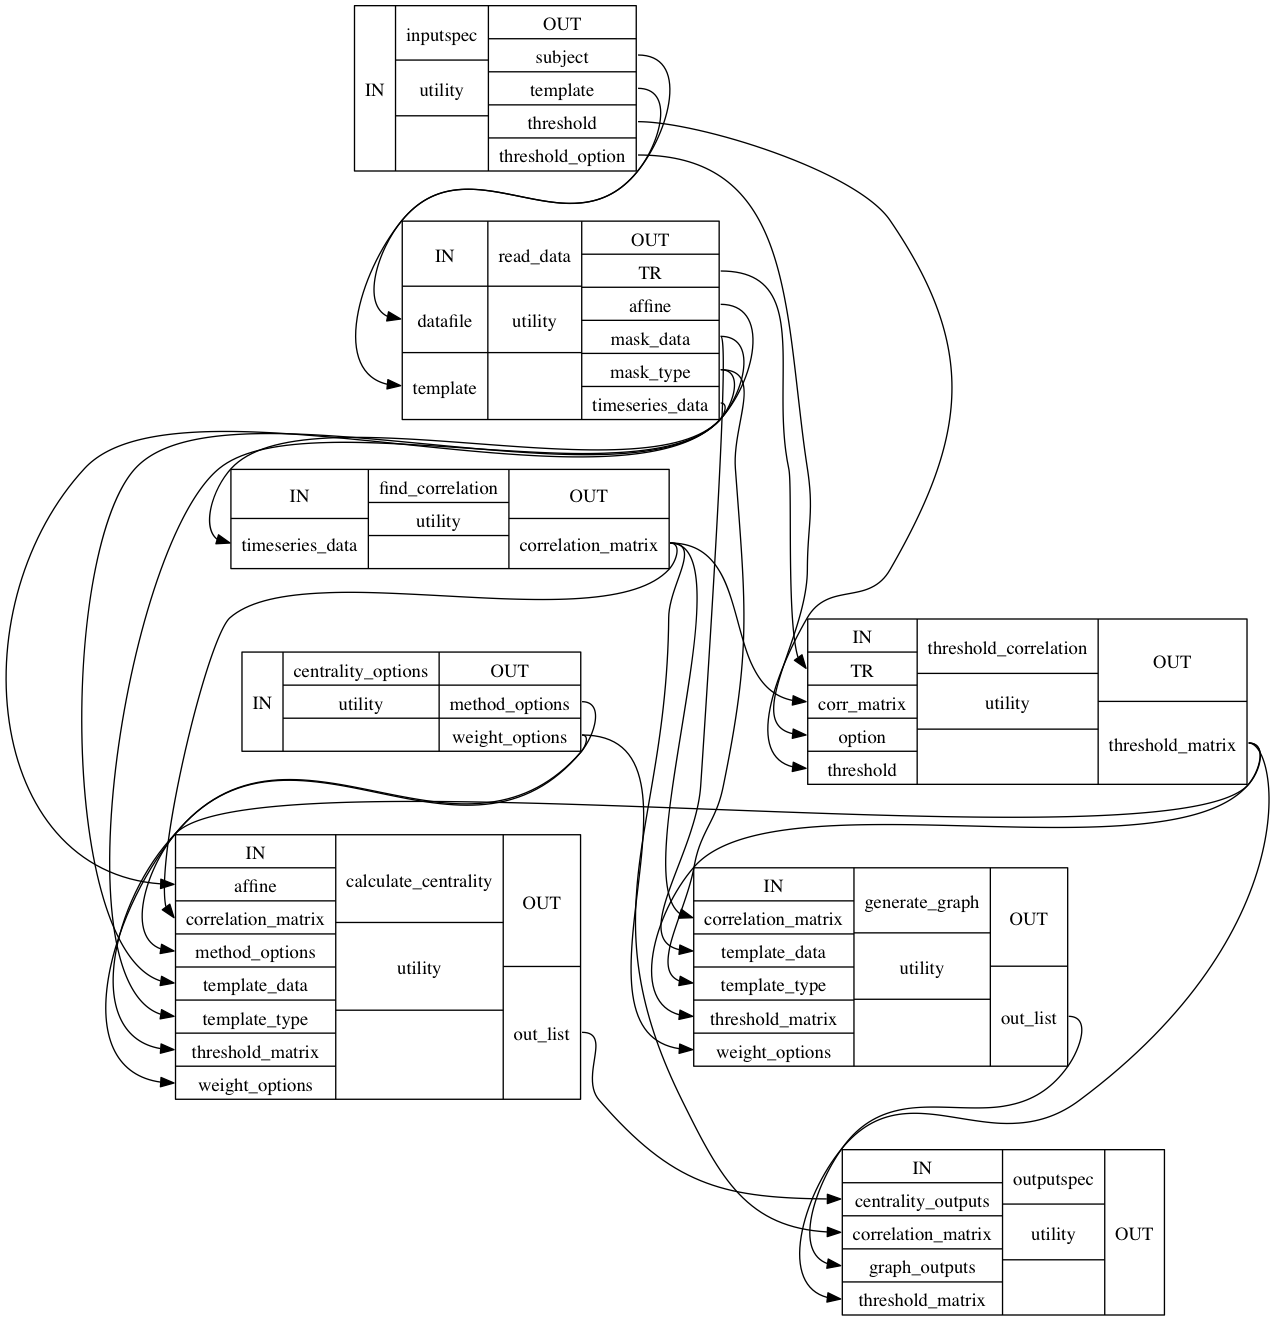 IN
inputspec
utility
OUT
subject
template
threshold
threshold_option
IN
datafile
template
read_data
utility
OUT
TR
affine
mask_data
mask_type
timeseries_data
IN
timeseries_data
find_correlation
utility
OUT
correlation_matrix
IN
centrality_options
utility
OUT
method_options
weight_options
IN
TR
corr_matrix
option
threshold
threshold_correlation
utility
OUT
threshold_matrix
IN
affine
correlation_matrix
method_options
template_data
template_type
threshold_matrix
weight_options
calculate_centrality
utility
OUT
out_list
IN
correlation_matrix
template_data
template_type
threshold_matrix
weight_options
generate_graph
utility
OUT
out_list
IN
centrality_outputs
correlation_matrix
graph_outputs
threshold_matrix
outputspec
utility
OUT